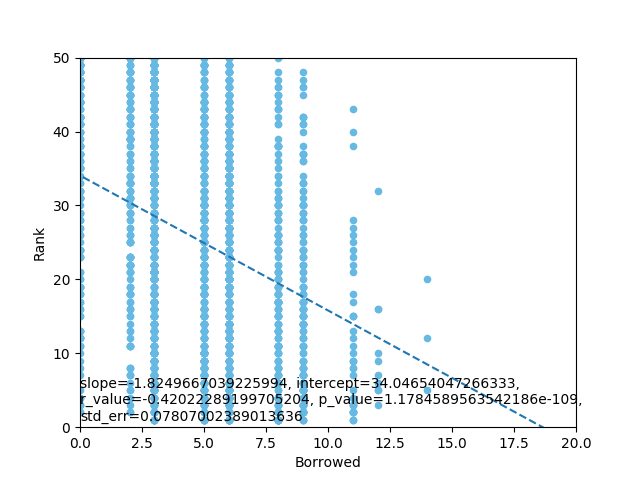 50
40
30
20
10
0
Rank
slope=-1.8249667039225994, intercept=34.04654047266333,
r_value=-0.42022289199705204, p_value=1.1784589563542186e-109,
std_err=0.07807002389013636
0.0 2.5 5.0 7.5 10.0 12.5 15.0 17.5 20.0
Borrowed